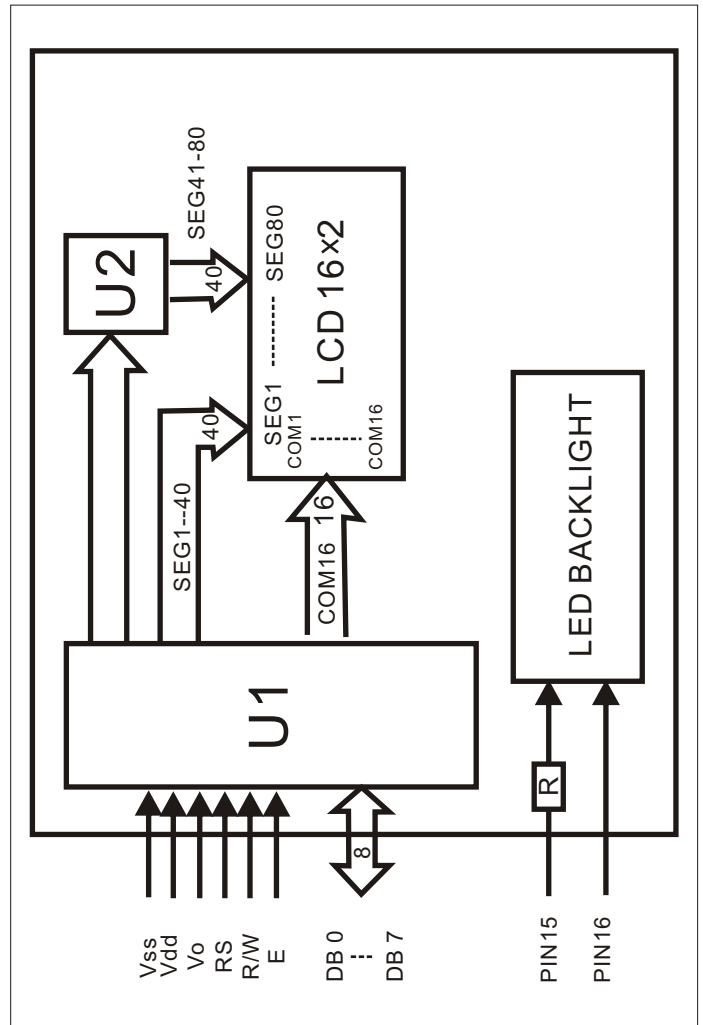 Vss
Vdd
Vo
RS
R/W
E
DB 0
DB 7
8
PIN15
PIN16
R
U1
U2
SEG41-80
40
SEG1--40
40
COM16
16
SEG1 --------- SEG80
COM1
COM16
LCD 16×2
LED BACKLIGHT